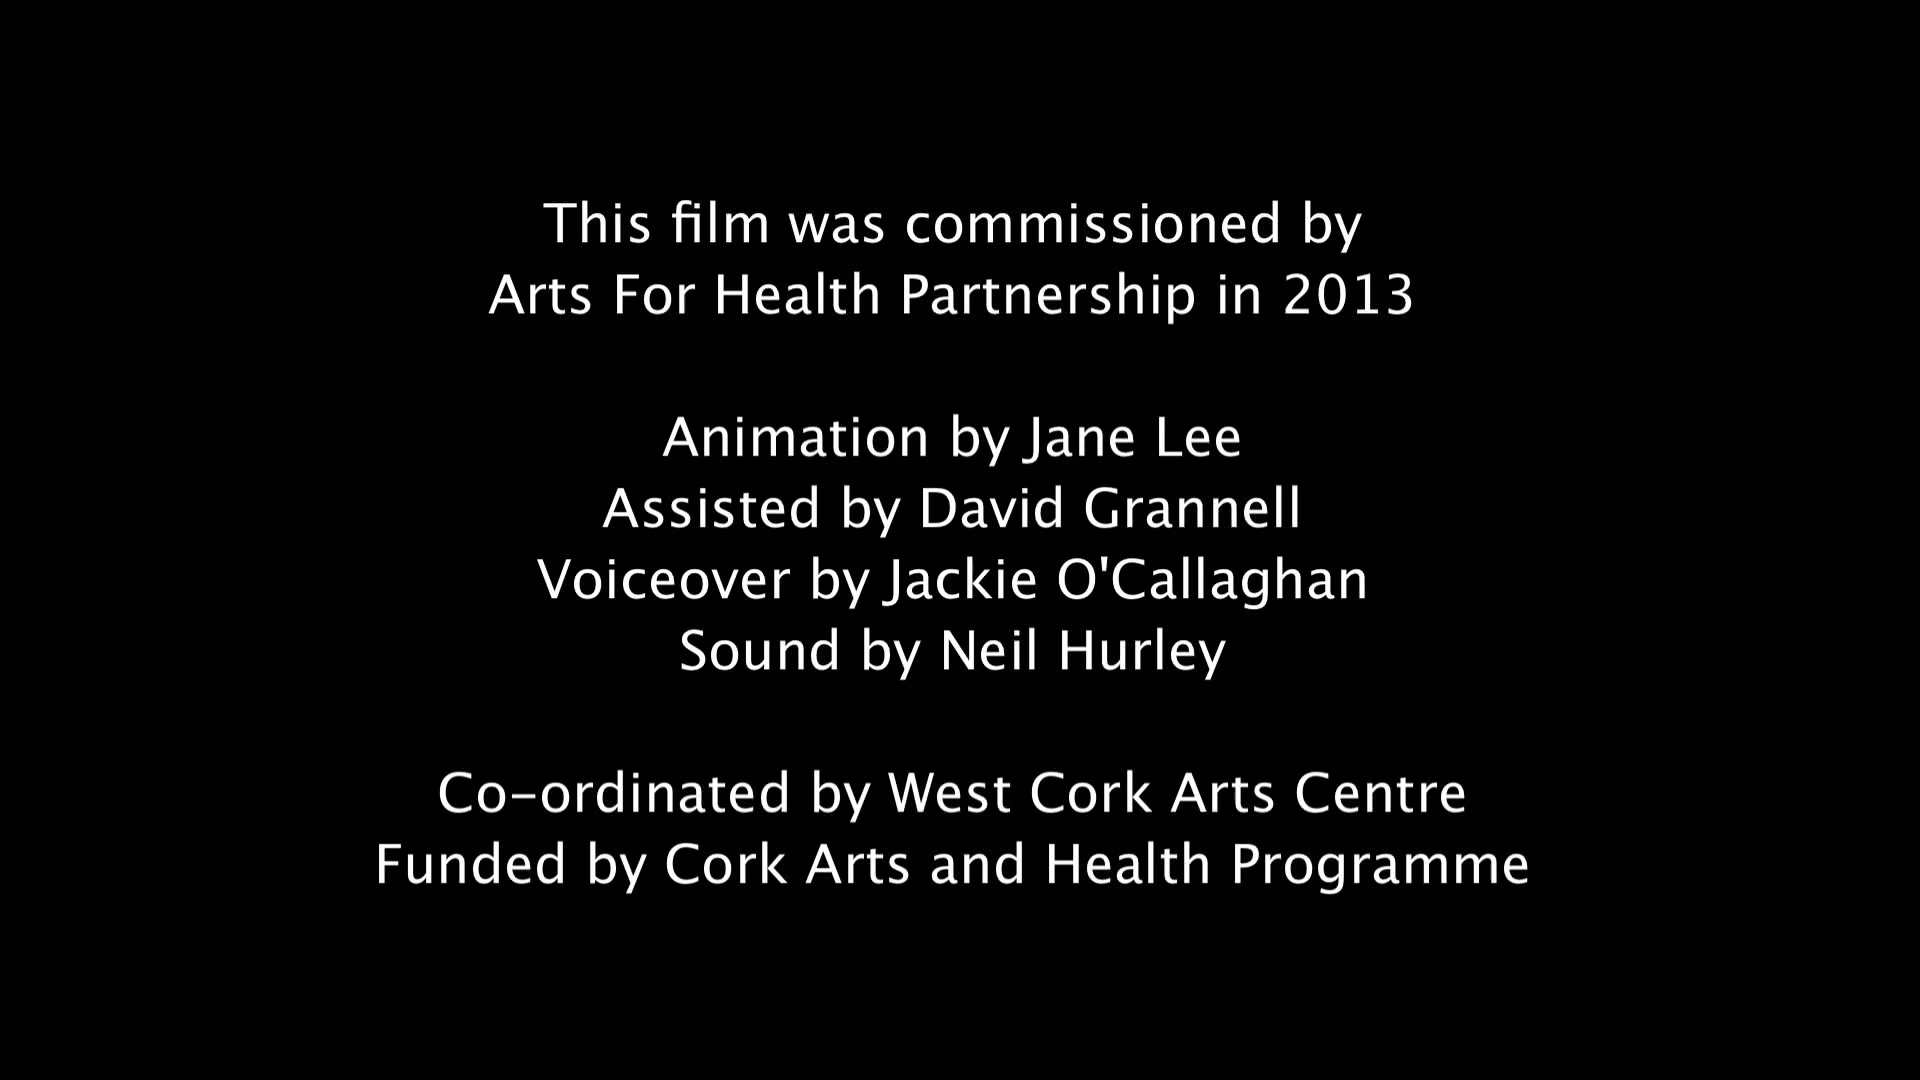 This film was commissioned by
Arts For Health Partnership in 2013
Animation by Jane Lee
Assisted by David Grannell
Voiceover by Jackie O'Callaghan
Sound by Neil Hurley
Co-ordinated by West Cork Arts Centre
Funded by Cork Arts and Health Programme